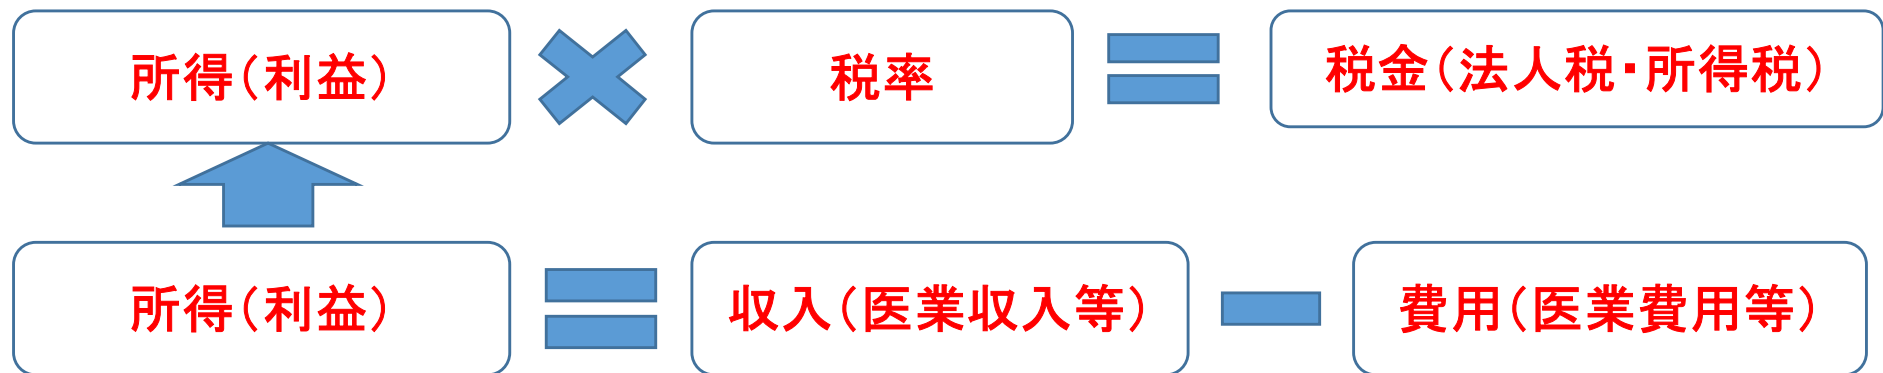 所得(利益)
税率
税金(法人税・所得税)
所得(利益)
収入(医業収入等)
費用(医業費用等)